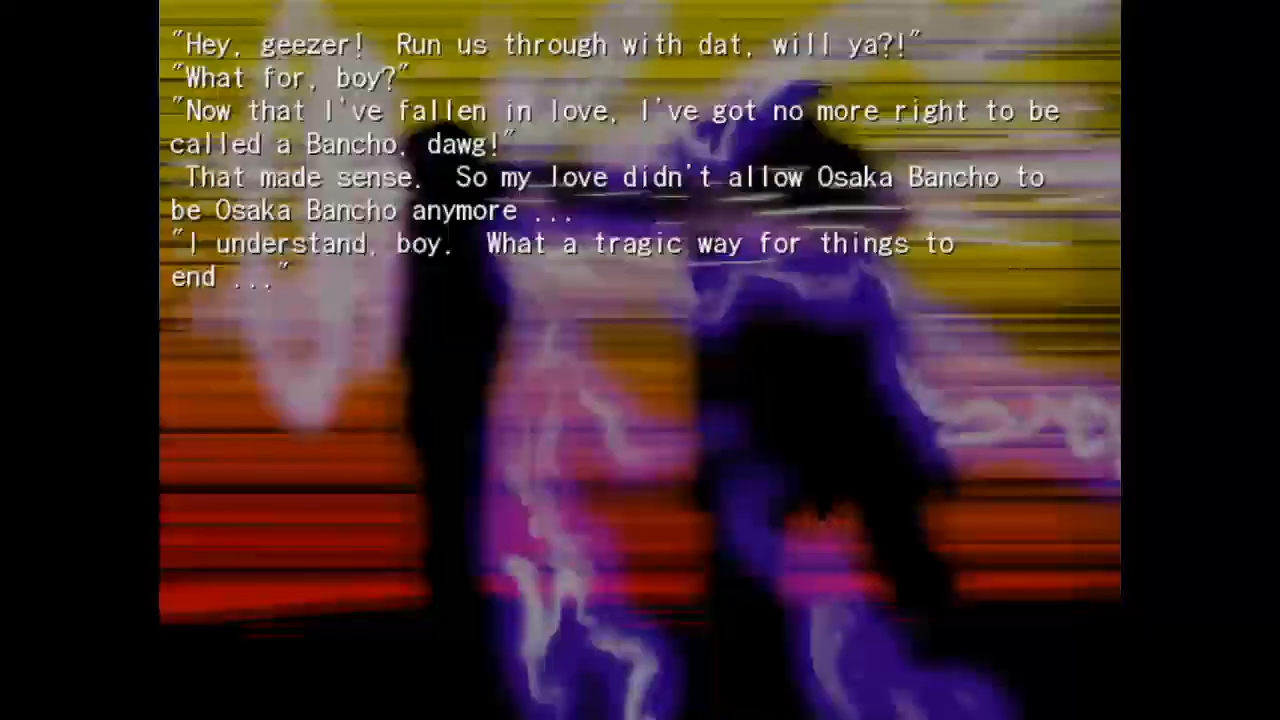 "Hey, geezer!  Run us through with dat, will ya?!"
"What for, boy?"
"Now that I've fallen in love, I've got no more right to be
called a Bancho, dawg!"
 That made sense.  So my love didn't allow Osaka Bancho to
be Osaka Bancho anymore ...
"I understand, boy.  What a tragic way for things to
end ..."